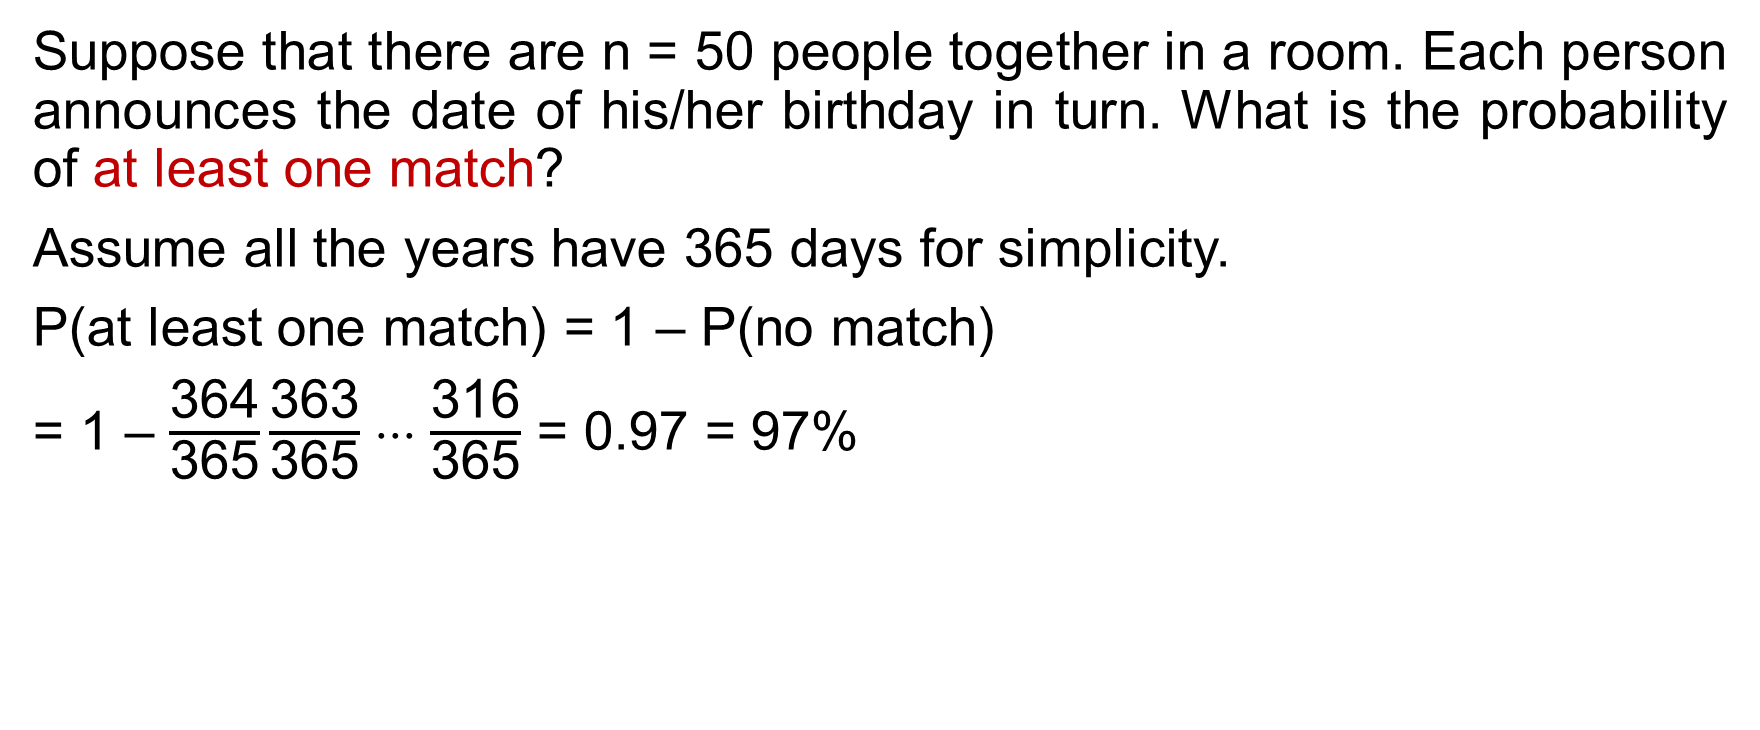 Suppose that there are n = 50 people together in a room. Each person
announces the date of his/her birthday in turn. What is the probability
of at least one match?
Assume all the years have 365 days for simplicity.
P(at least one match) = 1 – P(no match)
= 1 – 364/365 363/365 ... 316/365 = 0.97 = 97%